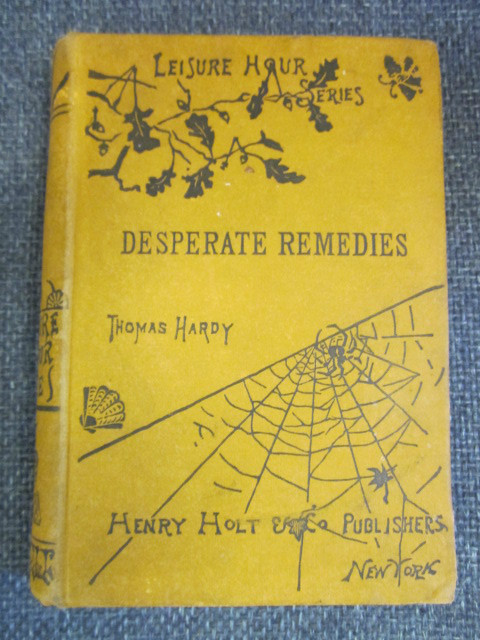 Leisure Hour
Series
DESPERATE REMEDIES
Thomas Hardy
Henry Holt & Co Publishers
New York